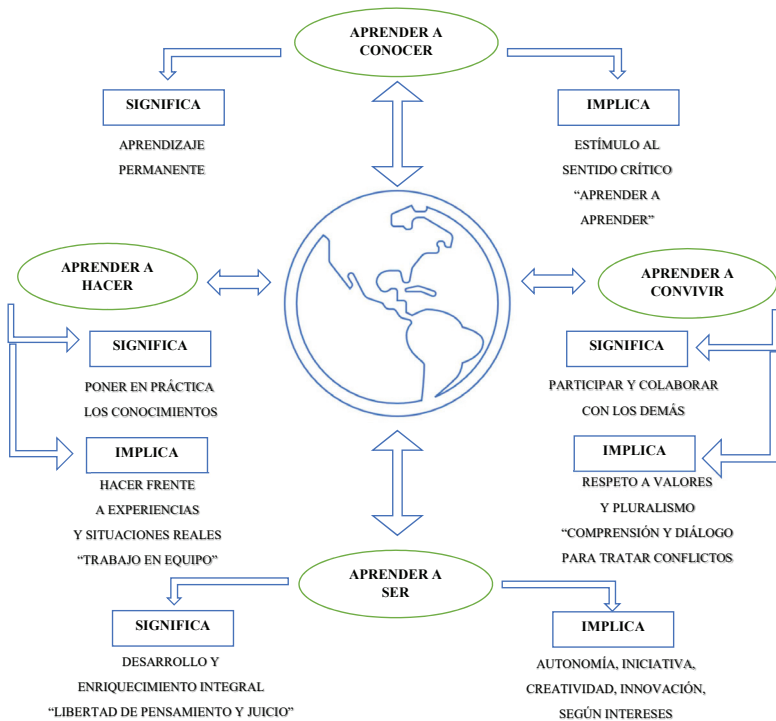 APRENDER A
CONOCER
SIGNIFICA
APRENDIZAJE
PERMANENTE
IMPLICA
ESTÍMULO AL
SENTIDO CRÍTICO
“APRENDER A
APRENDER”
APRENDER A
HACER
SIGNIFICA
PONER EN PRÁCTICA
LOS CONOCIMIENTOS
IMPLICA
HACER FRENTE
A EXPERIENCIAS
Y SITUACIONES REALES
“TRABAJO EN EQUIPO”
APRENDER A
CONVIVIR
SIGNIFICA
PARTICIPAR Y COLABORAR
CON LOS DEMÁS
IMPLICA
RESPETO A VALORES
Y PLURALISMO
“COMPRENSIÓN Y DIÁLOGO
PARA TRATAR CONFLICTOS
APRENDER A
SER
SIGNIFICA
DESARROLLO Y
ENRIQUECIMIENTO INTEGRAL
“LIBERTAD DE PENSAMIENTO Y JUICIO”
IMPLICA
AUTONOMÍA, INICIATIVA,
CREATIVIDAD, INNOVACIÓN,
SEGÚN INTERESES